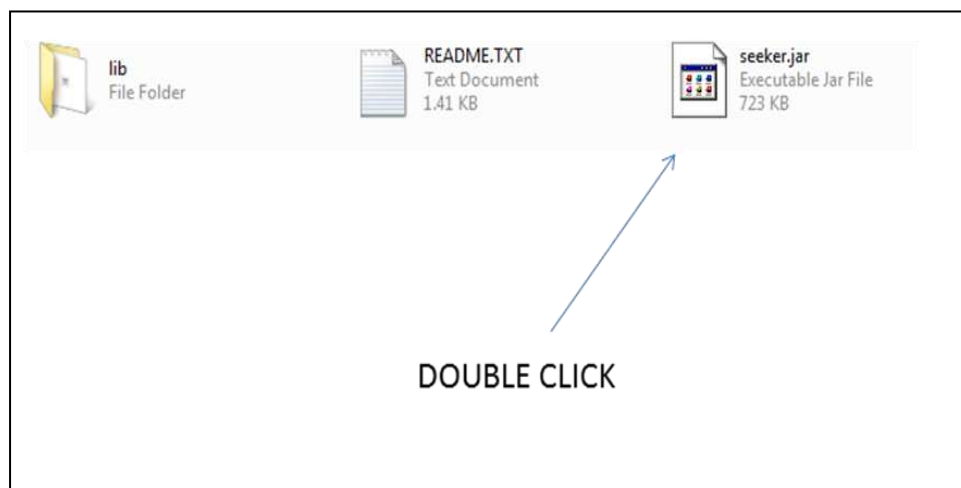 lib
File Folder
README.TXT
Text Document
1.41 KB
seeker.jar
Executable Jar File
723 KB
DOUBLE CLICK